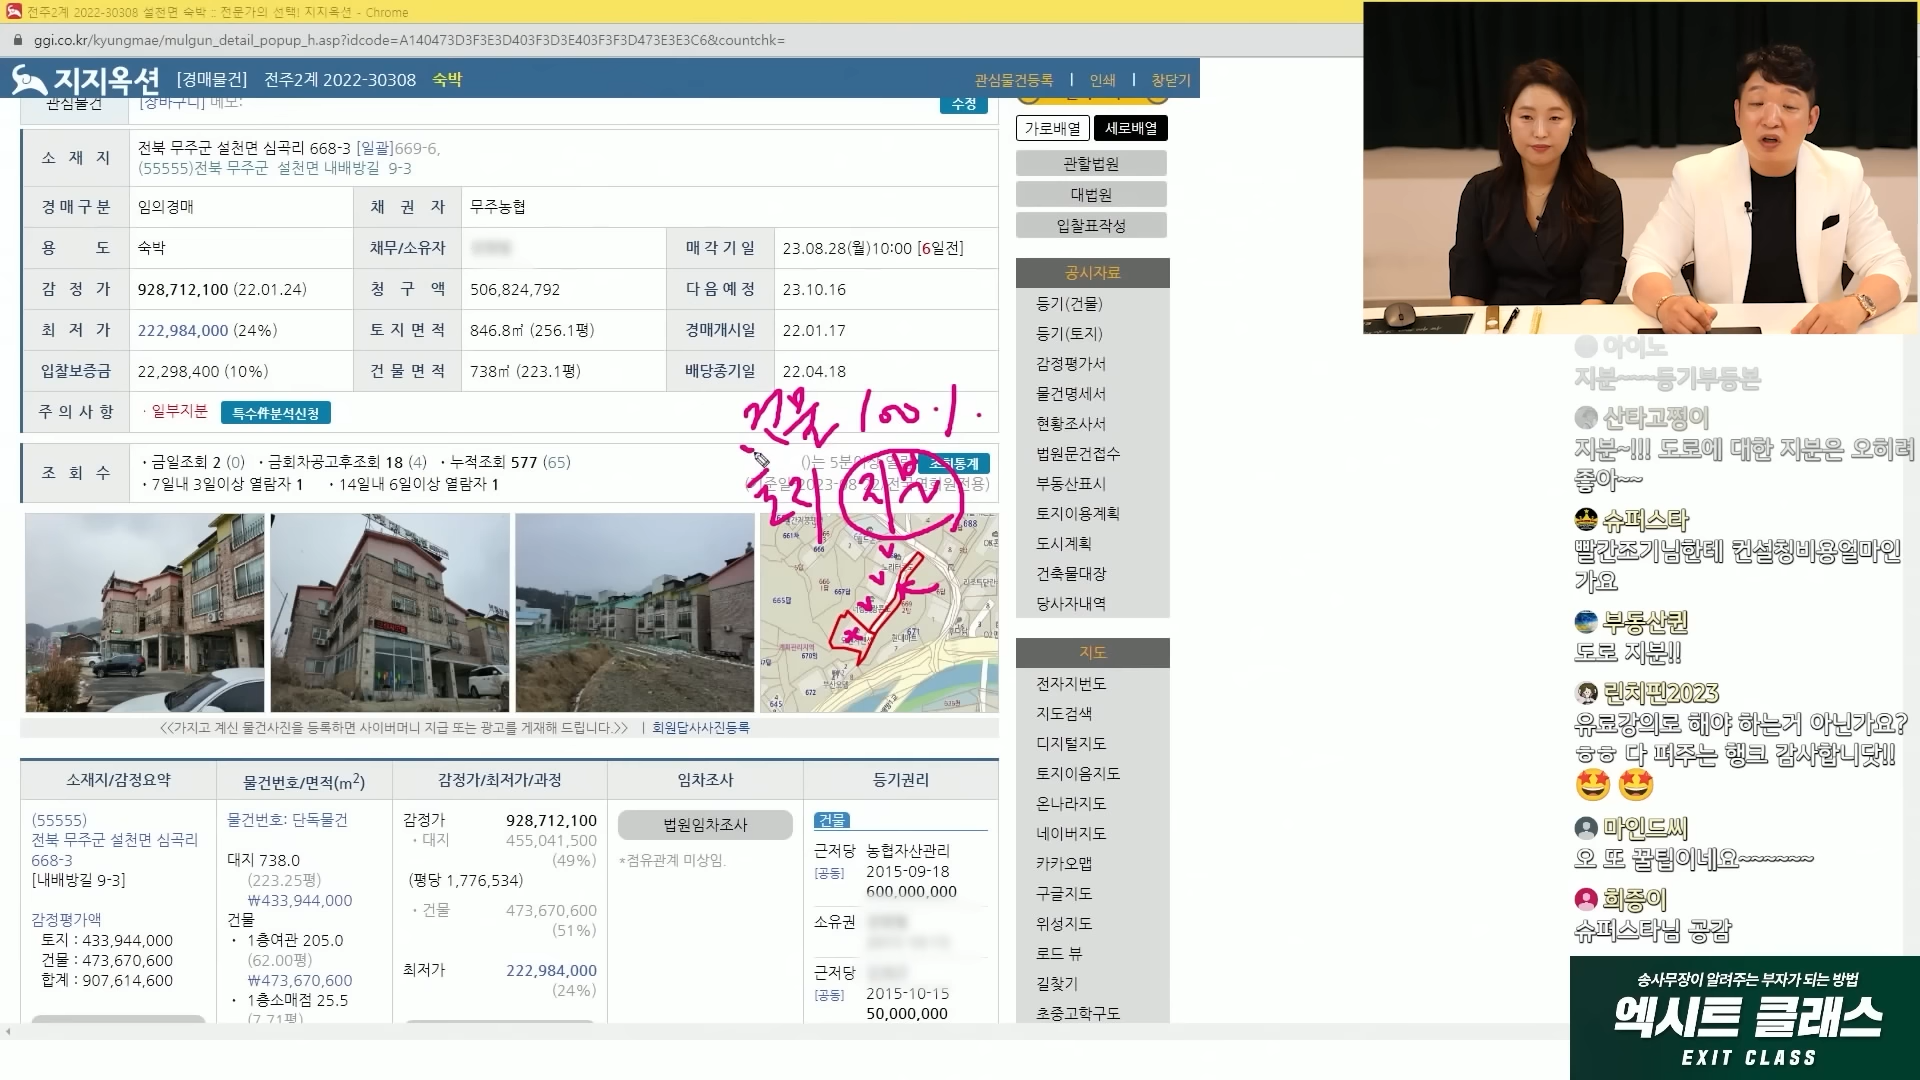 전주2계 2022-30308 설천면 숙박 :: 전문가의 선택! 지지옥션 - Chrome
ggi.co.kr/kyungmae/mulgun_detail_popup_h.asp?idcode=A140473D3F3E3D403F3D3E403F3F3D473E3E3C6&countchk=
지지옥션 [경매물건] 전주2계 2022-30308 숙박 관심물건등록 | 인쇄 | 창닫기
관심물건 [장바구니] 메모: 수정
소재지 전북 무주군 설천면 심곡리 668-3 [일괄]669-6,
(55555)전북 무주군 설천면 내배방길 9-3
경매구분 임의경매 채권자 무주농협
용도 숙박 채무/소유자 매각기일 23.08.28(월)10:00 [6일전]
감정가 928,712,100 (22.01.24) 청구액 506,824,792 다음예정 23.10.16
최저가 222,984,000 (24%) 토지면적 846.8㎡ (256.1평) 경매개시일 22.01.17
입찰보증금 22,298,400 (10%) 건물면적 738㎡ (223.1평) 배당종기일 22.04.18
주의사항 · 일부지분 특수件분석신청
건물 100%.
토지 지분
조회수 · 금일조회 2 (0) · 금회차공고후조회 18 (4) · 누적조회 577 (65) ()는 5분이상 열람 조회통계
· 7일내 3일이상 열람자 1 · 14일내 6일이상 열람자 1
<<가지고 계신 물건사진을 등록하면 사이버머니 지급 또는 광고를 게재해 드립니다.>> | 회원답사사진등록
소재지/감정요약 물건번호/면적(m2) 감정가/최저가/과정 임차조사 등기권리
(55555)
전북 무주군 설천면 심곡리
668-3
[내배방길 9-3]
감정평가액
토지 : 433,944,000
건물 : 473,670,600
합계 : 907,614,600
물건번호: 단독물건
대지 738.0
(223.25평)
₩433,944,000
건물
· 1층여관 205.0
(62.00평)
₩473,670,600
· 1층소매점 25.5
(7.71평)
감정가 928,712,100
· 대지 455,041,500
(49%)
(평당 1,776,534)
· 건물 473,670,600
(51%)
최저가 222,984,000
(24%)
법원임차조사
*점유관계 미상임.
건물
근저당 농협자산관리
[공동] 2015-09-18
600,000,000
소유권
근저당
[공동] 2015-10-15
50,000,000
가로배열 세로배열
관할법원
대법원
입찰표작성
공시자료
등기(건물)
등기(토지)
감정평가서
물건명세서
현황조사서
법원문건접수
부동산표시
토지이용계획
도시계획
건축물대장
당사자내역
지도
전자지번도
지도검색
디지털지도
토지이음지도
온나라지도
네이버지도
카카오맵
구글지도
위성지도
로드 뷰
길찾기
초중고학구도
아이노
지분~~~등기부등본
산타고쩡이
지분~!!! 도로에 대한 지분은 오히려
좋아~~
슈퍼스타
빨간조기님한테 컨설청비용얼마인
가요
부동산퀸
도로 지분!!
린치핀2023
유료강의로 해야 하는거 아닌가요?
ㅎㅎ 다 퍼주는 행크 감사합니닷!!
마인드씨
오 또 꿀팁이네요~~~~~~
희증이
슈퍼스타님 공감
송사무장이 알려주는 부자가 되는 방법
엑시트 클래스
EXIT CLASS